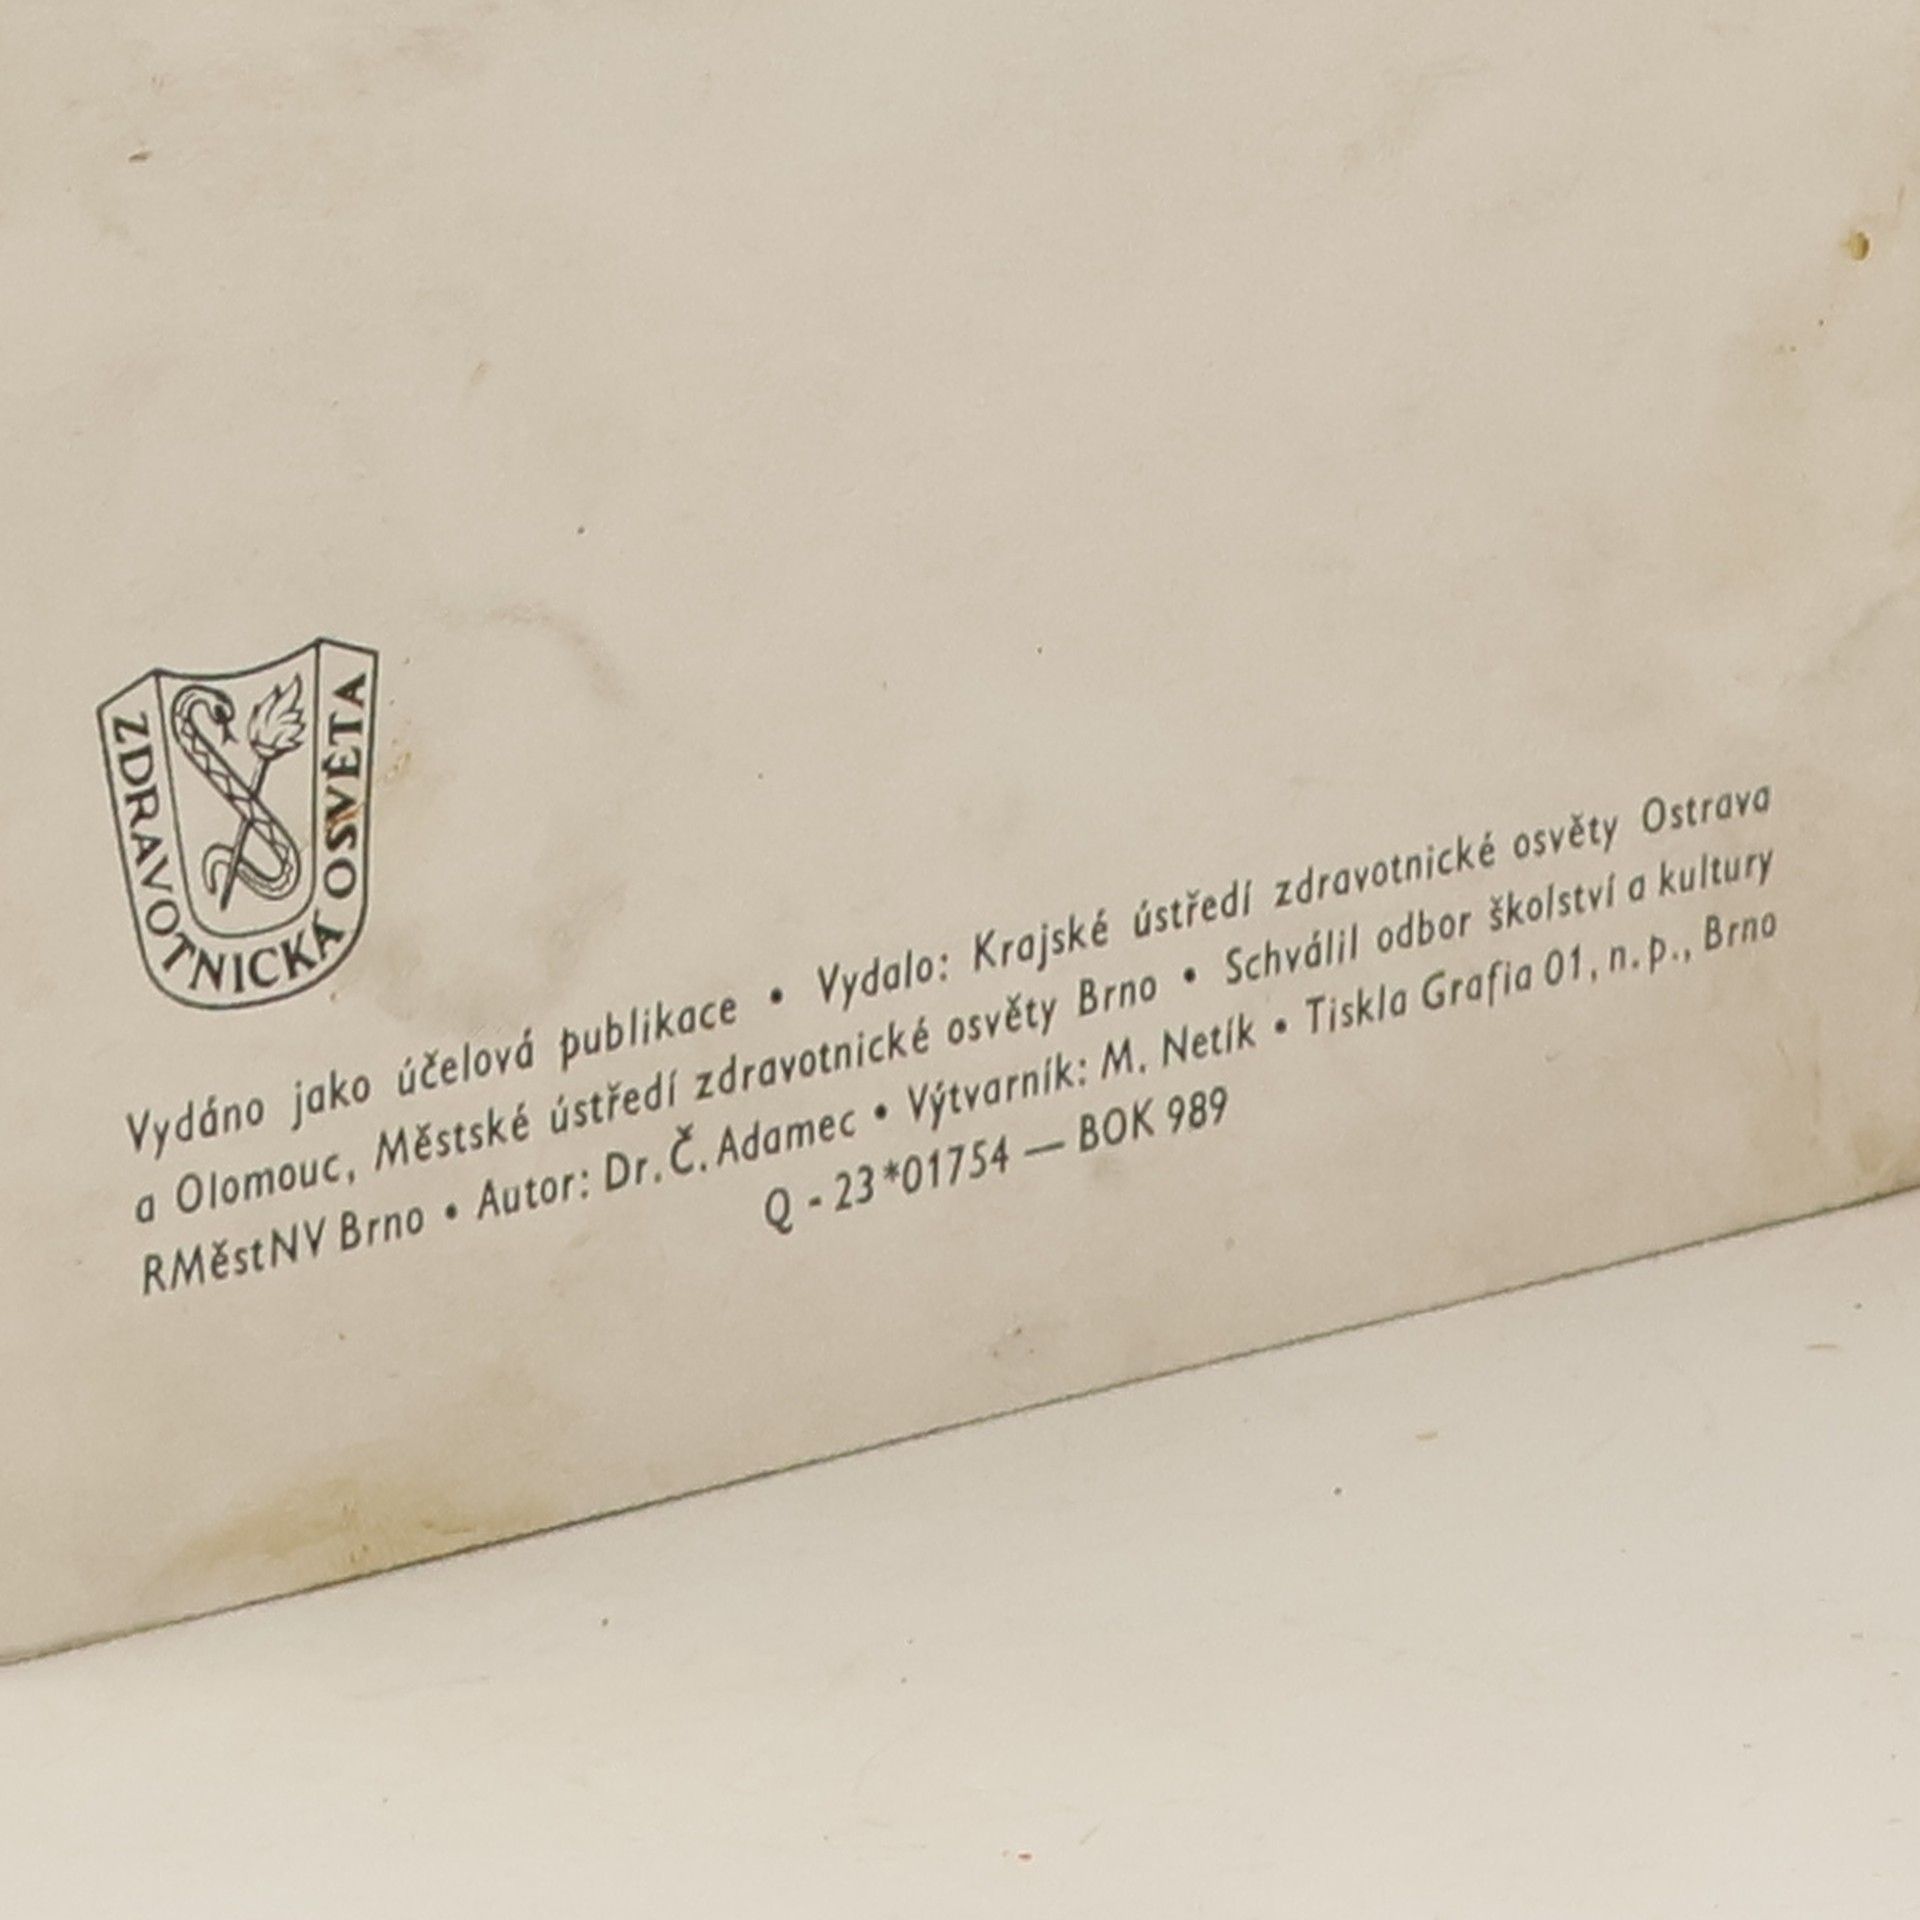 ZDRAVOTNICKÁ OSVĚTA
Vydáno jako účelová publikace • Vydalo: Krajské ústředí zdravotnické osvěty Ostrava
a Olomouc, Městské ústředí zdravotnické osvěty Brno • Schválil odbor školství a kultury
RMěstNV Brno • Autor: Dr. Č. Adamec • Výtvarník: M. Netík • Tiskla Grafia 01, n. p., Brno
Q - 23*01754 — BOK 989